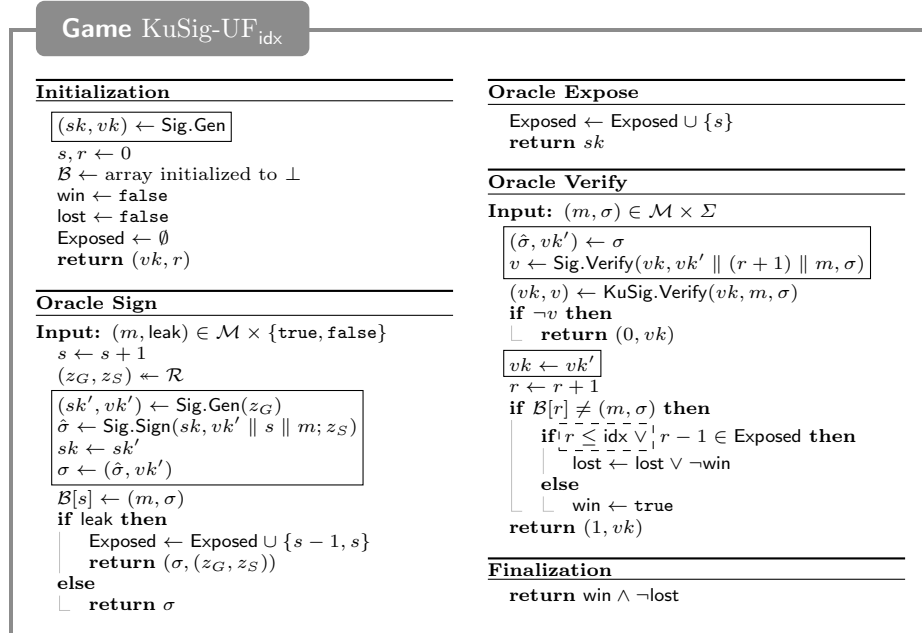 Game KuSig-UF_idx
Initialization
(sk, vk) ← Sig.Gen
s, r ← 0
𝓑 ← array initialized to ⊥
win ← false
lost ← false
Exposed ← ∅
return (vk, r)
Oracle Sign
Input: (m, leak) ∈ 𝓜 × {true, false}
s ← s + 1
(z_G, z_S) ↞ 𝓡
(sk′, vk′) ← Sig.Gen(z_G)
σ̂ ← Sig.Sign(sk, vk′ ∥ s ∥ m; z_S)
sk ← sk′
σ ← (σ̂, vk′)
𝓑[s] ← (m, σ)
if leak then
Exposed ← Exposed ∪ {s − 1, s}
return (σ, (z_G, z_S))
else
return σ
Oracle Expose
Exposed ← Exposed ∪ {s}
return sk
Oracle Verify
Input: (m, σ) ∈ 𝓜 × Σ
(σ̂, vk′) ← σ
v ← Sig.Verify(vk, vk′ ∥ (r + 1) ∥ m, σ)
(vk, v) ← KuSig.Verify(vk, m, σ)
if ¬v then
return (0, vk)
vk ← vk′
r ← r + 1
if 𝓑[r] ≠ (m, σ) then
if r ≤ idx ∨ r − 1 ∈ Exposed then
lost ← lost ∨ ¬win
else
win ← true
return (1, vk)
Finalization
return win ∧ ¬lost